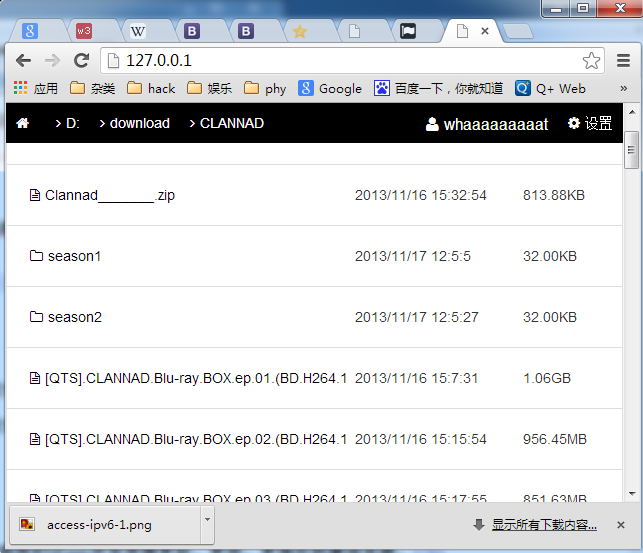 w3
W
B
B
127.0.0.1
应用 杂类 hack 娱乐 phy Google 百度一下，你就知道 Q+ Web »
D: download CLANNAD whaaaaaaaaat 设置
Clannad_______.zip 2013/11/16 15:32:54 813.88KB
season1 2013/11/17 12:5:5 32.00KB
season2 2013/11/17 12:5:27 32.00KB
[QTS].CLANNAD.Blu-ray.BOX.ep.01.(BD.H264.1 2013/11/16 15:7:31 1.06GB
[QTS].CLANNAD.Blu-ray.BOX.ep.02.(BD.H264.1 2013/11/16 15:15:54 956.45MB
[QTS].CLANNAD.Blu-ray.BOX.ep.03.(BD.H264.1 2013/11/16 15:17:55 851.63MB
access-ipv6-1.png 显示所有下载内容...